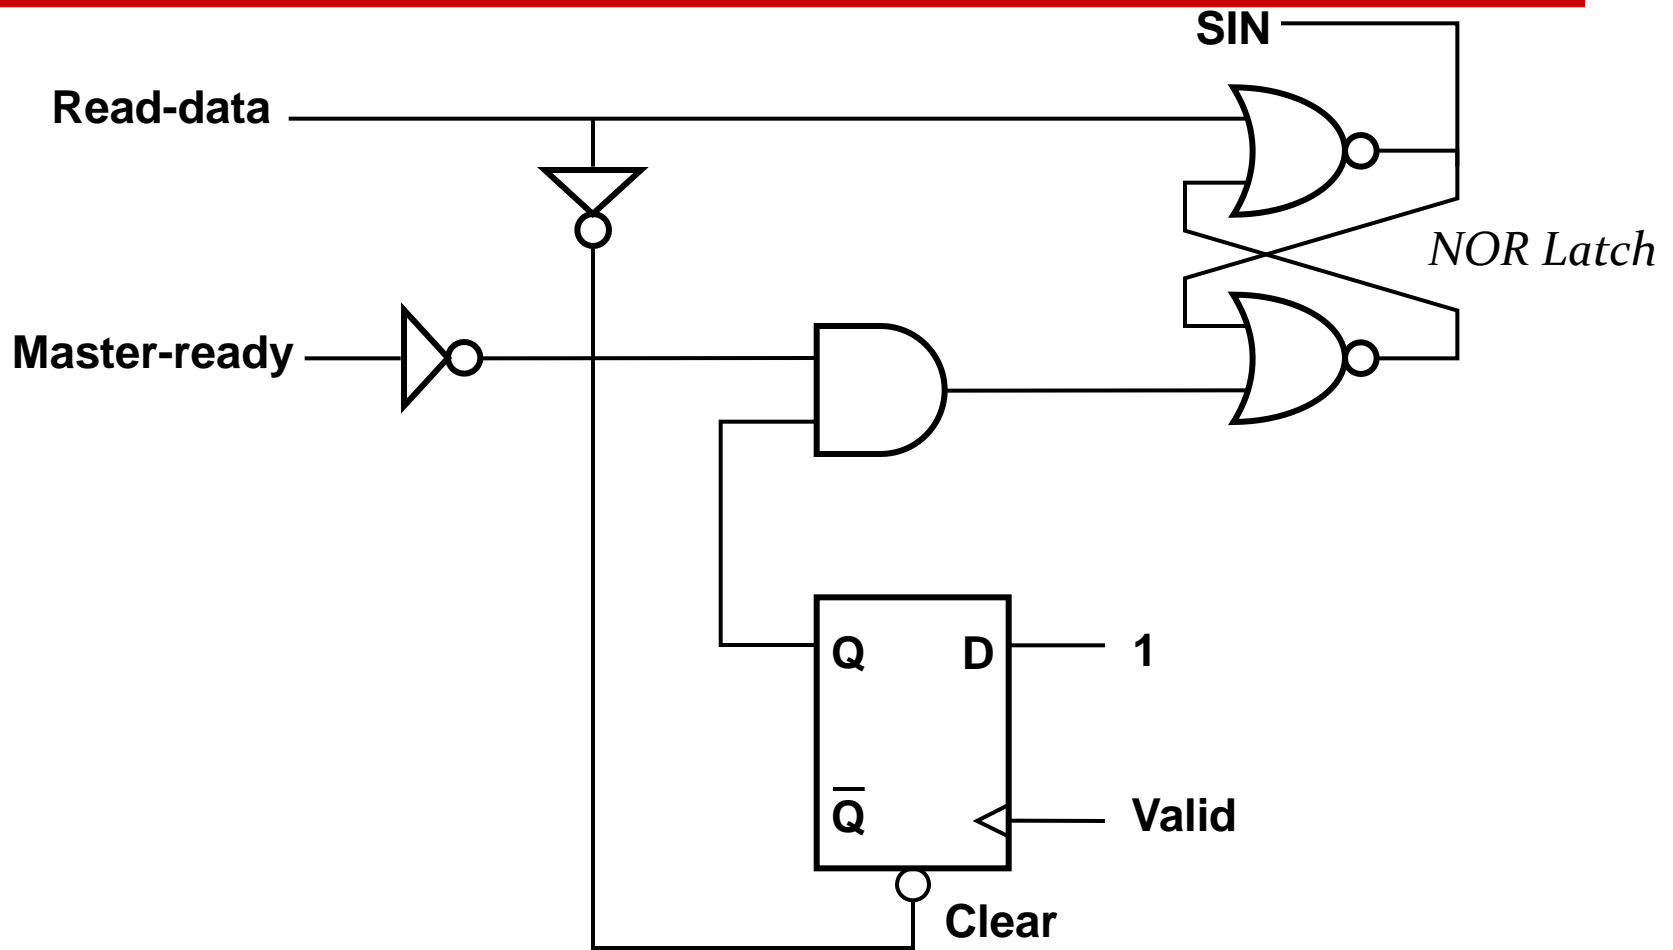 SIN
Read-data
NOR Latch
Master-ready
Q D 1
Q̅ Valid
Clear